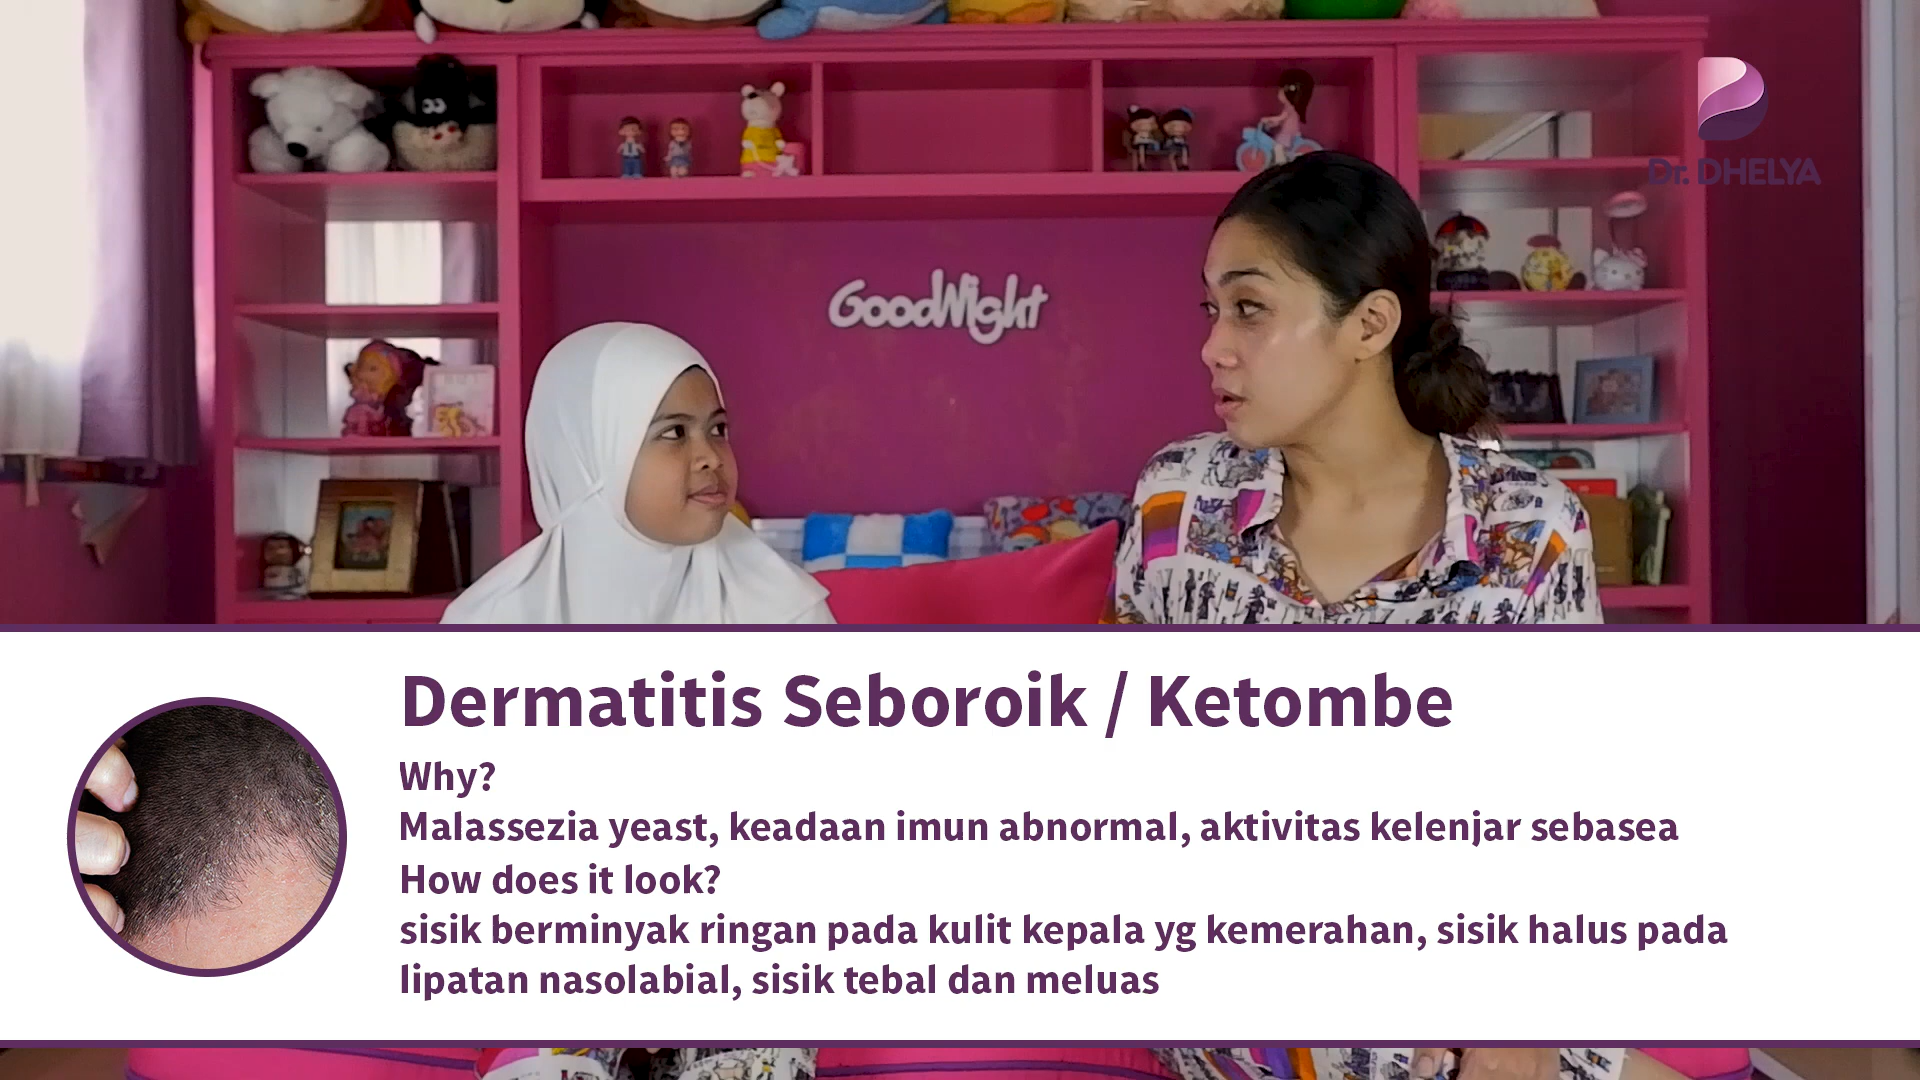 Dr. DHELYA
GoodNight
Dermatitis Seboroik / Ketombe
Why?
Malassezia yeast, keadaan imun abnormal, aktivitas kelenjar sebasea
How does it look?
sisik berminyak ringan pada kulit kepala yg kemerahan, sisik halus pada
lipatan nasolabial, sisik tebal dan meluas